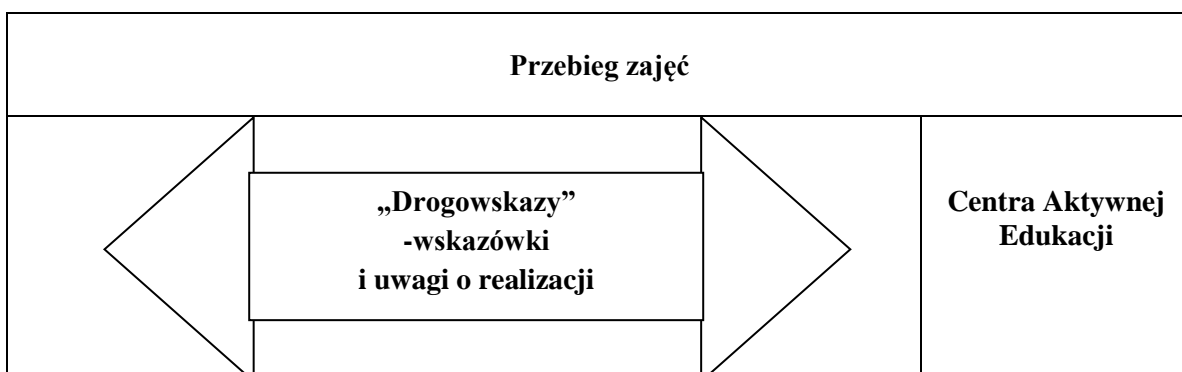 Przebieg zajęć
„Drogowskazy”
-wskazówki
i uwagi o realizacji
Centra Aktywnej
Edukacji